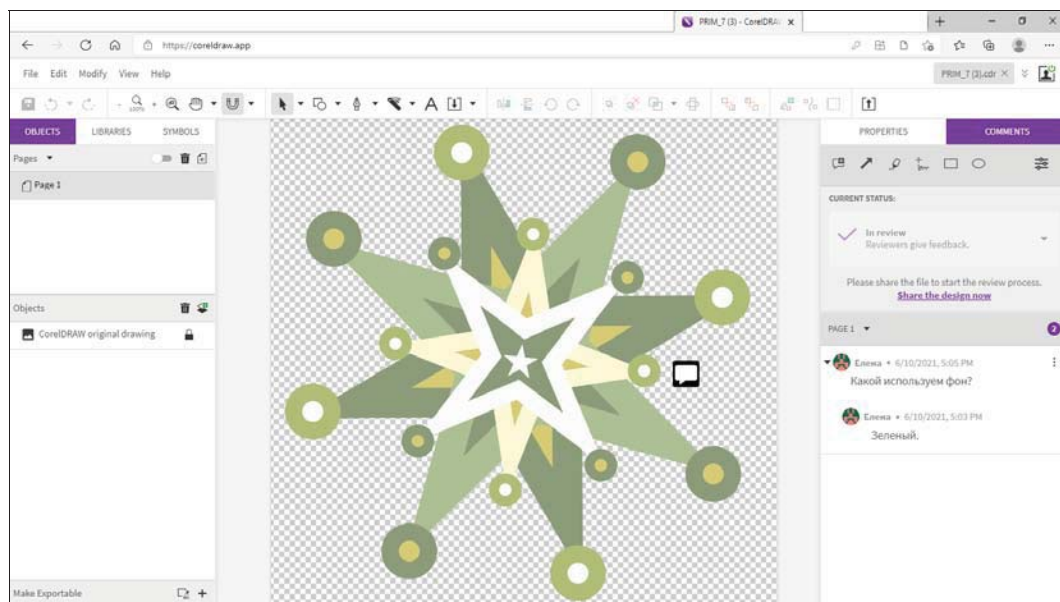 PRIM_7 (3) - CorelDRAW
https://coreldraw.app
File Edit Modify View Help
PRIM_7 (3).cdr
100%
A
OBJECTS LIBRARIES SYMBOLS
PROPERTIES COMMENTS
Pages
Page 1
CURRENT STATUS:
In review
Reviewers give feedback.
Please share the file to start the review process.
Share the design now
Objects
CorelDRAW original drawing
PAGE 1 2
Елена • 6/10/2021, 5:05 PM
Какой используем фон?
Елена • 6/10/2021, 5:03 PM
Зеленый.
Make Exportable